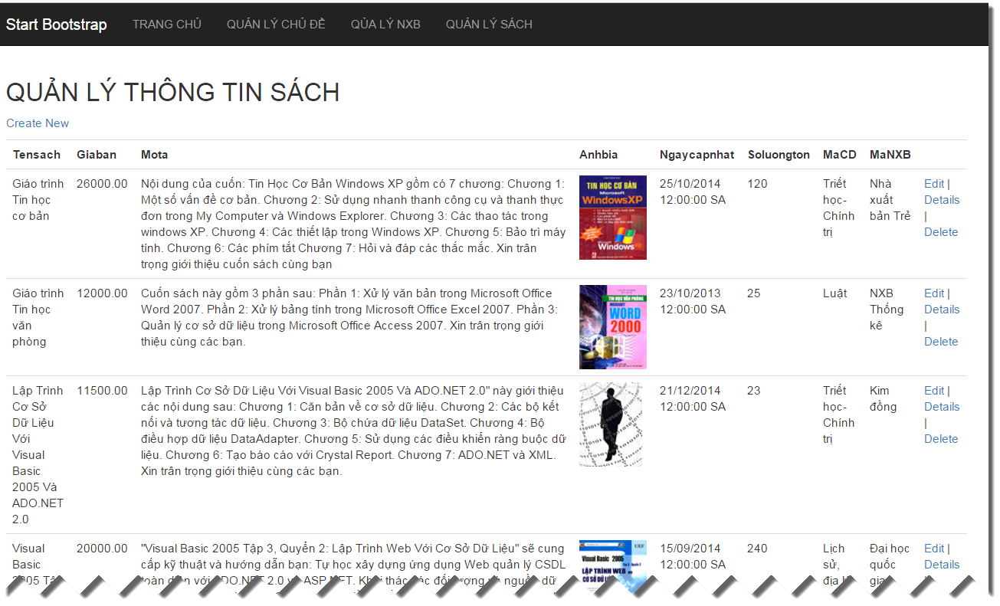 Start Bootstrap TRANG CHỦ QUẢN LÝ CHỦ ĐỀ QỦA LÝ NXB QUẢN LÝ SÁCH
QUẢN LÝ THÔNG TIN SÁCH
Create New
Tensach Giaban Mota Anhbia Ngaycapnhat Soluongton MaCD MaNXB
Giáo trình
Tin học
cơ bản
26000.00
Nội dung của cuốn: Tin Học Cơ Bản Windows XP gồm có 7 chương: Chương 1:
Một số vấn đề cơ bản. Chương 2: Sử dụng nhanh thanh công cụ và thanh thực
đơn trong My Computer và Windows Explorer. Chương 3: Các thao tác trong
windows XP. Chương 4: Các thiết lập trong Windows XP. Chương 5: Bảo trì máy
tính. Chương 6: Các phím tắt Chương 7: Hỏi và đáp các thắc mắc. Xin trân
trọng giới thiệu cuốn sách cùng bạn
TIN HỌC CƠ BẢN
Microsoft
WindowsXP
Windows
25/10/2014
12:00:00 SA
120
Triết
học-
Chính
trị
Nhà
xuất
bản Trẻ
Edit |
Details
|
Delete
Giáo trình
Tin học
văn
phòng
12000.00
Cuốn sách này gồm 3 phần sau: Phần 1: Xử lý văn bản trong Microsoft Office
Word 2007. Phần 2: Xử lý bảng tính trong Microsoft Office Excel 2007. Phần 3:
Quản lý cơ sở dữ liệu trong Microsoft Office Access 2007. Xin trân trọng giới
thiệu cùng các bạn.
TIN HỌC VĂN PHÒNG
MICROSOFT
WORD
2000
23/10/2013
12:00:00 SA
25
Luật
NXB
Thống
kê
Edit |
Details
|
Delete
Lập Trình
Cơ Sở
Dữ Liệu
Với
Visual
Basic
2005 Và
ADO.NET
2.0
11500.00
Lập Trình Cơ Sở Dữ Liệu Với Visual Basic 2005 Và ADO.NET 2.0" này giới thiệu
các nội dung sau: Chương 1: Căn bản về cơ sở dữ liệu. Chương 2: Các bộ kết
nối và tương tác dữ liệu. Chương 3: Bộ chứa dữ liệu DataSet. Chương 4: Bộ
điều hợp dữ liệu DataAdapter. Chương 5: Sử dụng các điều khiển ràng buộc dữ
liệu. Chương 6: Tạo báo cáo với Crystal Report. Chương 7: ADO.NET và XML.
Xin trân trọng giới thiệu cùng các bạn.
21/12/2014
12:00:00 SA
23
Triết
học-
Chính
trị
Kim
đồng
Edit |
Details
|
Delete
Visual
Basic
2005 Tập
20000.00
"Visual Basic 2005 Tập 3, Quyển 2: Lập Trình Web Với Cơ Sở Dữ Liệu" sẽ cung
cấp kỹ thuật và hướng dẫn bạn: Tự học xây dựng ứng dụng Web quản lý CSDL
toàn diện với ADO.NET 2.0 và ASP.NET. Khai thác các đối tượng và nguồn dữ
Visual Basic 2005
LẬP TRÌNH WEB
15/09/2014
12:00:00 SA
240
Lịch
sử,
địa
Đại học
quốc
gia
Edit |
Details